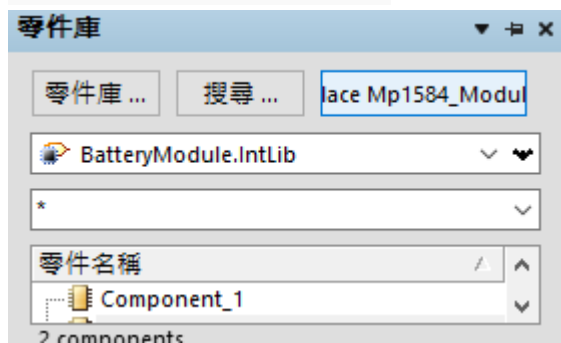 零件庫
零件庫 ...
搜尋 ...
lace Mp1584_Modul
BatteryModule.IntLib
*
零件名稱
Component_1
2 components